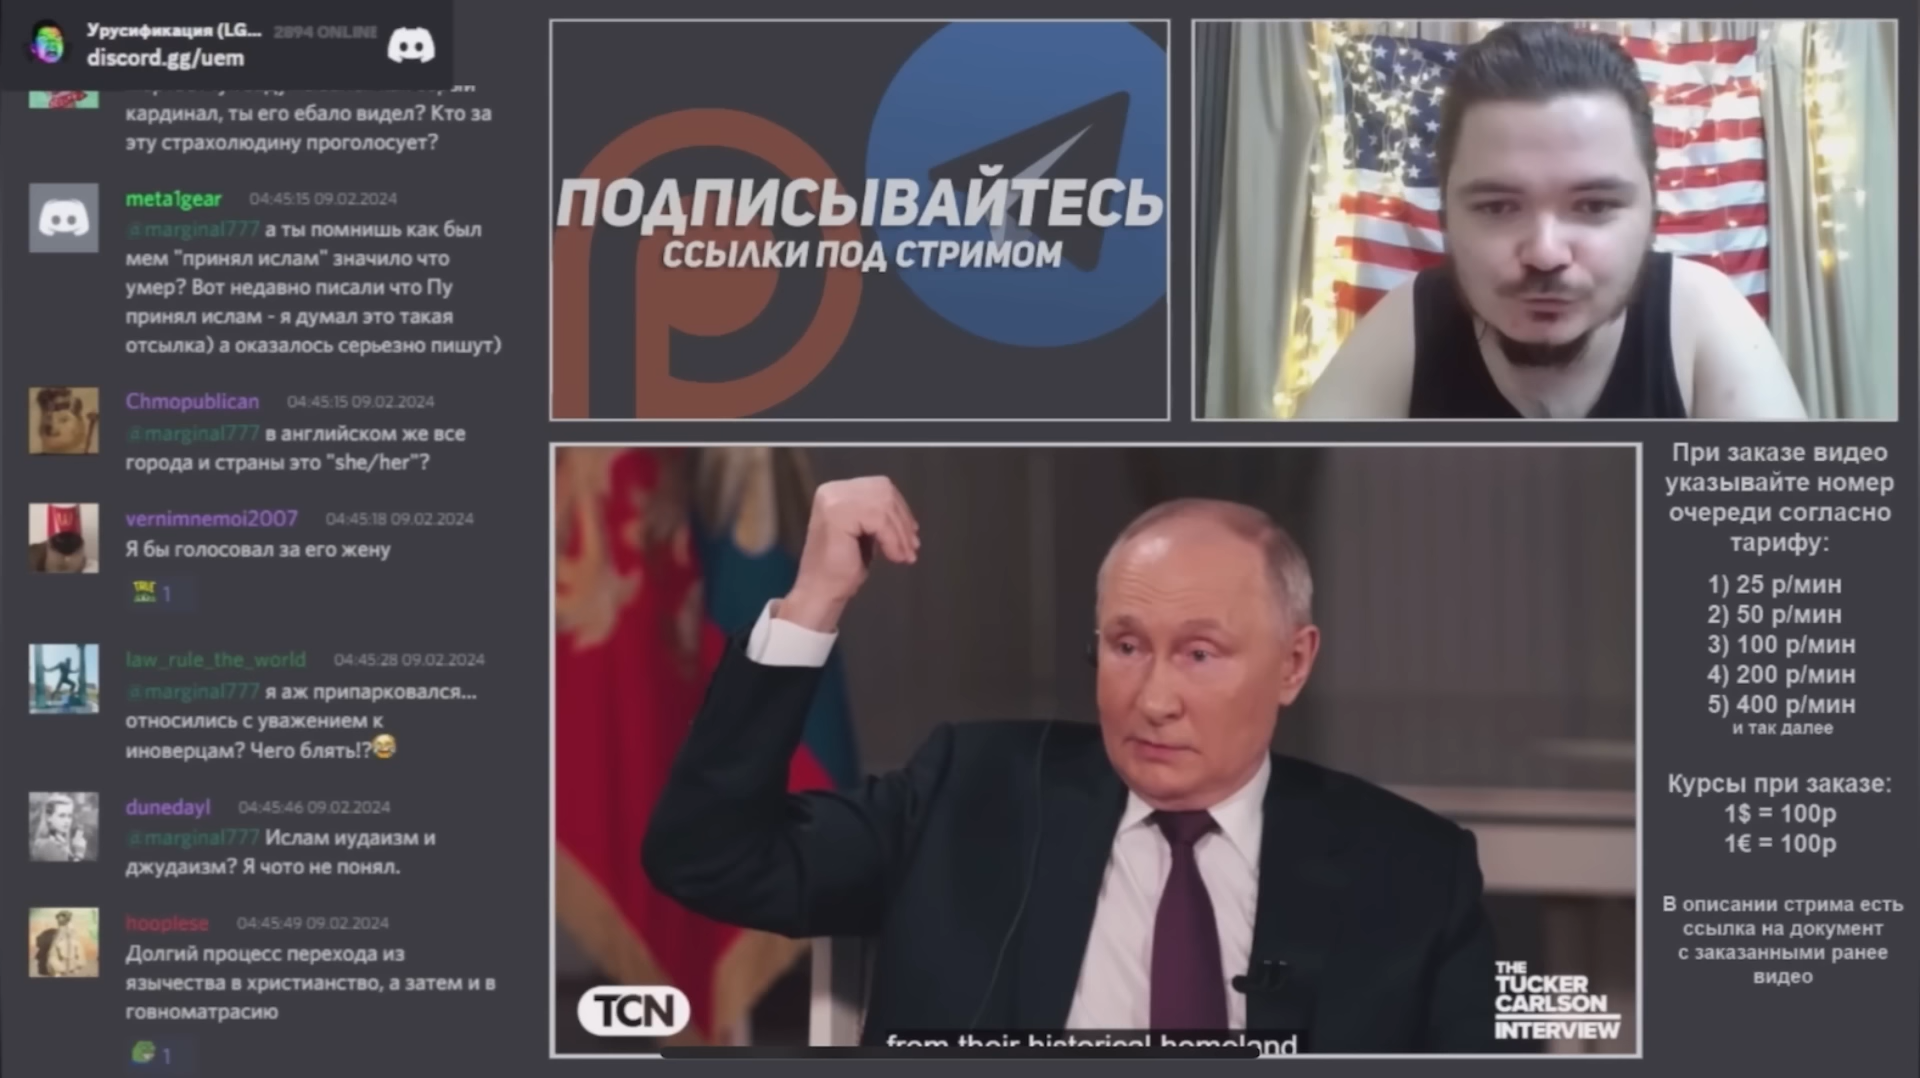 Урусификация (LG...
2894 ONLINE
discord.gg/uem
кардинал, ты его ебало видел? Кто за
эту страхолюдину проголосует?
meta1gear 04:45:15 09.02.2024
@marginal777 а ты помнишь как был
мем "принял ислам" значило что
умер? Вот недавно писали что Пу
принял ислам - я думал это такая
отсылка) а оказалось серьезно пишут)
Chmopublican 04:45:15 09.02.2024
@marginal777 в английском же все
города и страны это "she/her"?
vernimnemoi2007 04:45:18 09.02.2024
Я бы голосовал за его жену
1
law_rule_the_world 04:45:28 09.02.2024
@marginal777 я аж припарковался...
относились с уважением к
иноверцам? Чего блять!?
dunedayl 04:45:46 09.02.2024
@marginal777 Ислам иудаизм и
джудаизм? Я чото не понял.
hooplese 04:45:49 09.02.2024
Долгий процесс перехода из
язычества в христианство, а затем и в
говноматрасию
1
ПОДПИСЫВАЙТЕСЬ
ССЫЛКИ ПОД СТРИМОМ
TCN
from their historical homeland
THE
TUCKER
CARLSON
INTERVIEW
При заказе видео
указывайте номер
очереди согласно
тарифу:
1) 25 р/мин
2) 50 р/мин
3) 100 р/мин
4) 200 р/мин
5) 400 р/мин
и так далее
Курсы при заказе:
1$ = 100р
1€ = 100р
В описании стрима есть
ссылка на документ
с заказанными ранее
видео